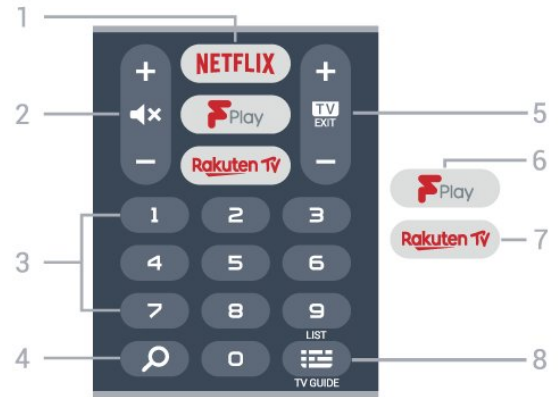 1
NETFLIX
+
+
2
F Play
TV
EXIT
5
-
-
Rakuten TV
6
F Play
Rakuten TV
7
1 2 3
3
4 5 6
7 8 9
LIST
4
0
8
TV GUIDE